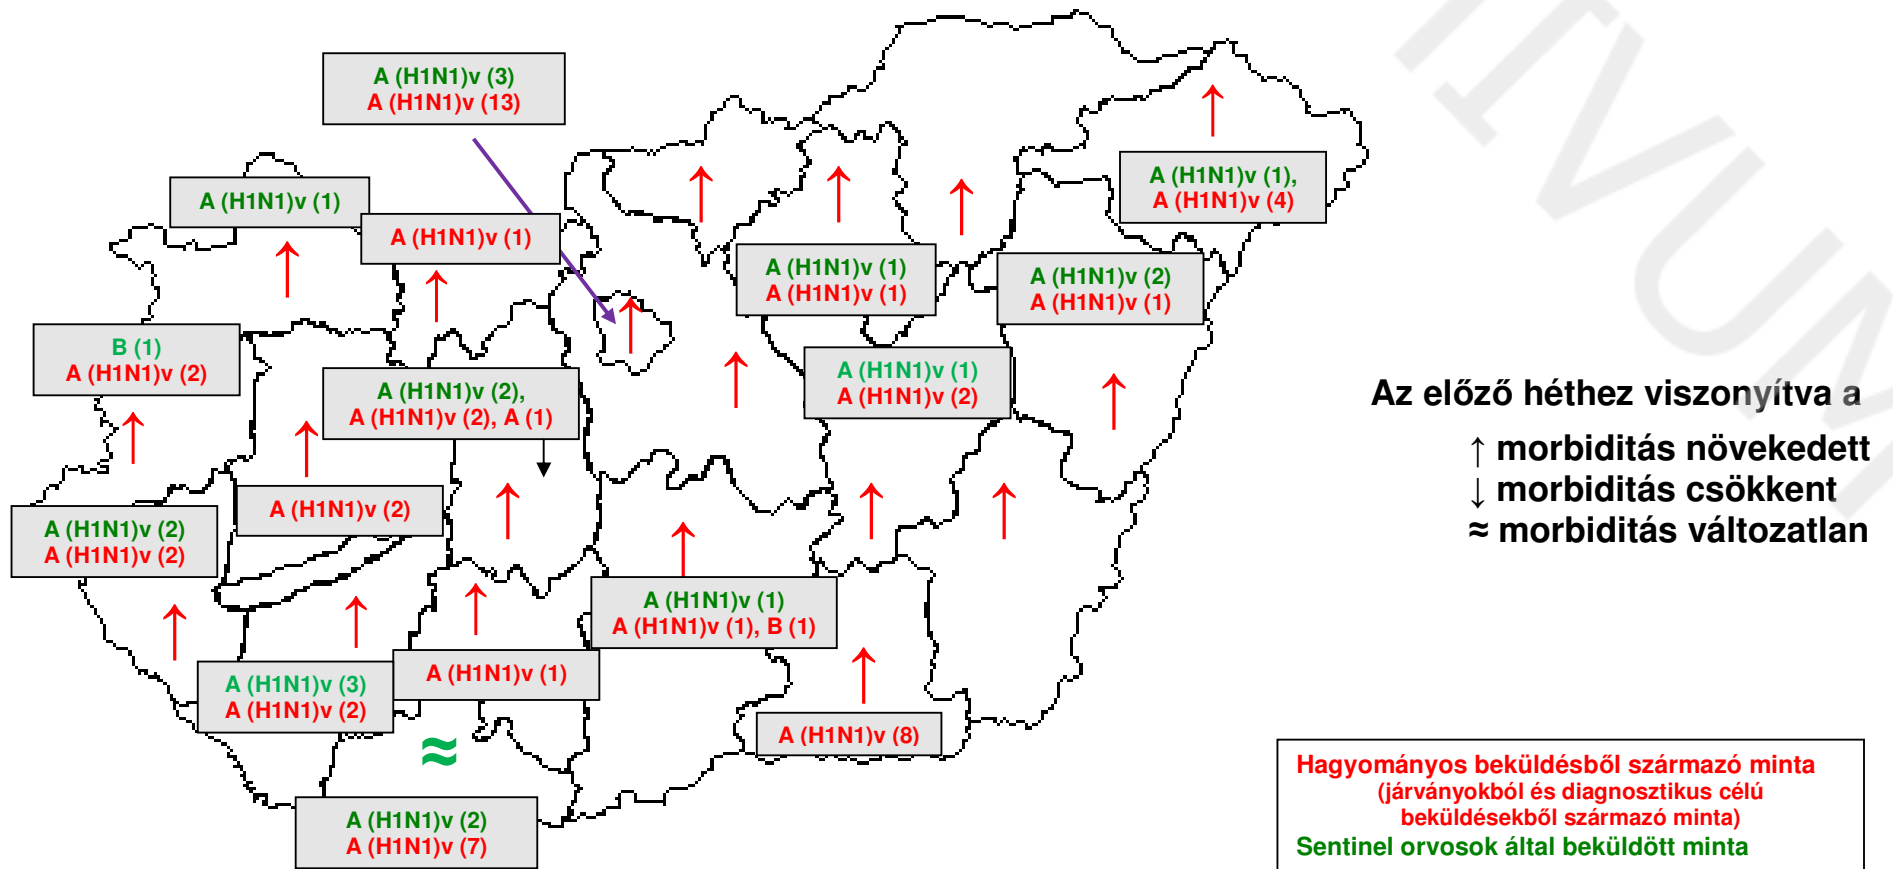 A (H1N1)v (3)
A (H1N1)v (13)
A (H1N1)v (1)
A (H1N1)v (1)
A (H1N1)v (1),
A (H1N1)v (4)
A (H1N1)v (1)
A (H1N1)v (1)
A (H1N1)v (2)
A (H1N1)v (1)
B (1)
A (H1N1)v (2)
A (H1N1)v (2),
A (H1N1)v (2), A (1)
A (H1N1)v (1)
A (H1N1)v (2)
A (H1N1)v (2)
A (H1N1)v (2)
A (H1N1)v (2)
A (H1N1)v (1)
A (H1N1)v (1), B (1)
A (H1N1)v (3)
A (H1N1)v (2)
A (H1N1)v (1)
A (H1N1)v (8)
≈
A (H1N1)v (2)
A (H1N1)v (7)
Az előző héthez viszonyítva a
↑ morbiditás növekedett
↓ morbiditás csökkent
≈ morbiditás változatlan
Hagyományos beküldésből származó minta
(járványokból és diagnosztikus célú
beküldésekből származó minta)
Sentinel orvosok által beküldött minta
IVUM